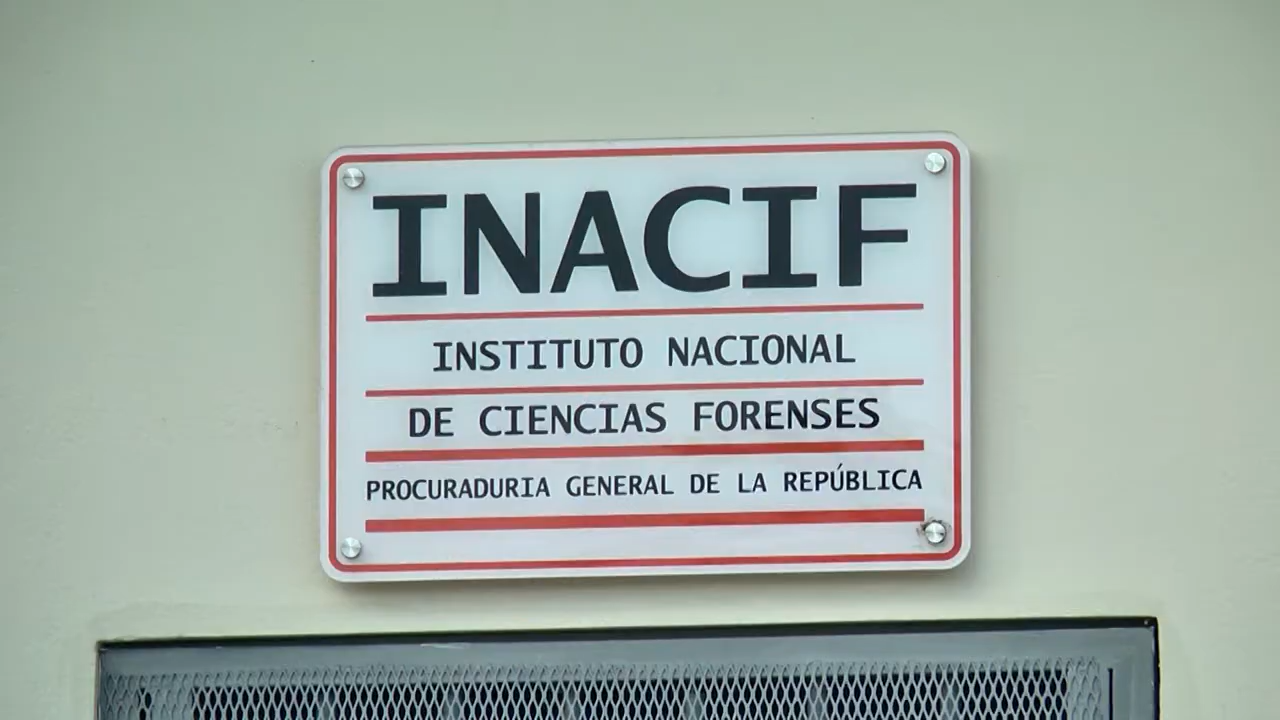 INACIF
INSTITUTO NACIONAL
DE CIENCIAS FORENSES
PROCURADURIA GENERAL DE LA REPÚBLICA